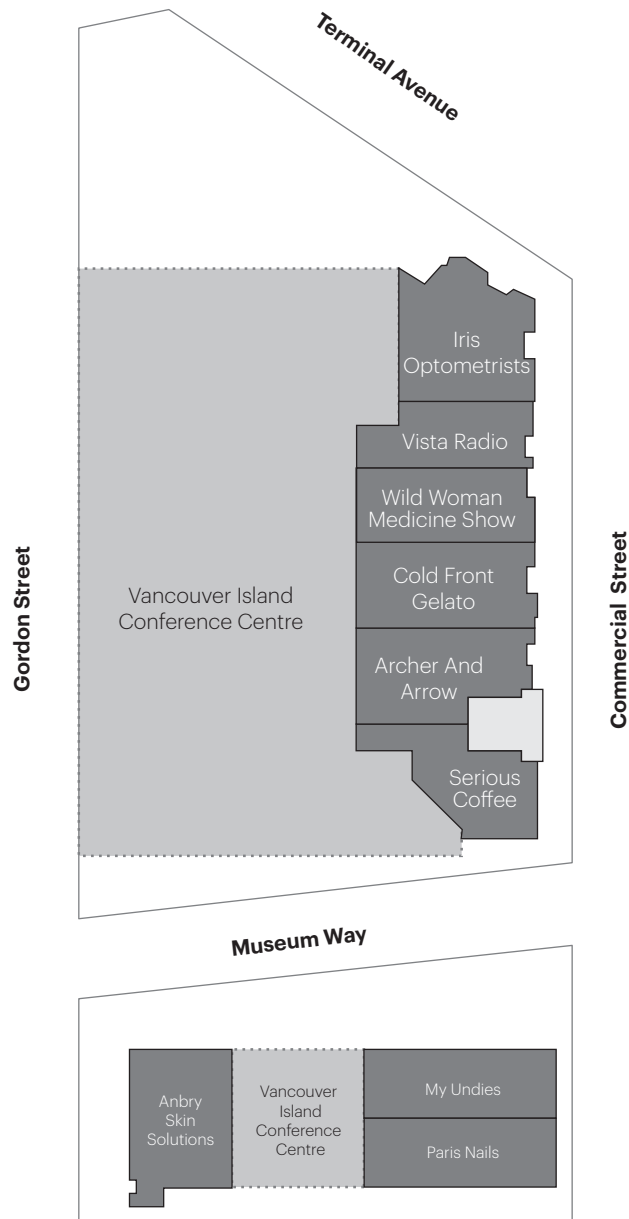 Terminal Avenue
Iris
Optometrists
Vista Radio
Wild Woman
Medicine Show
Cold Front
Gelato
Vancouver Island
Conference Centre
Gordon Street
Commercial Street
Archer And
Arrow
Serious
Coffee
Museum Way
Anbry
Skin
Solutions
Vancouver
Island
Conference
Centre
My Undies
Paris Nails